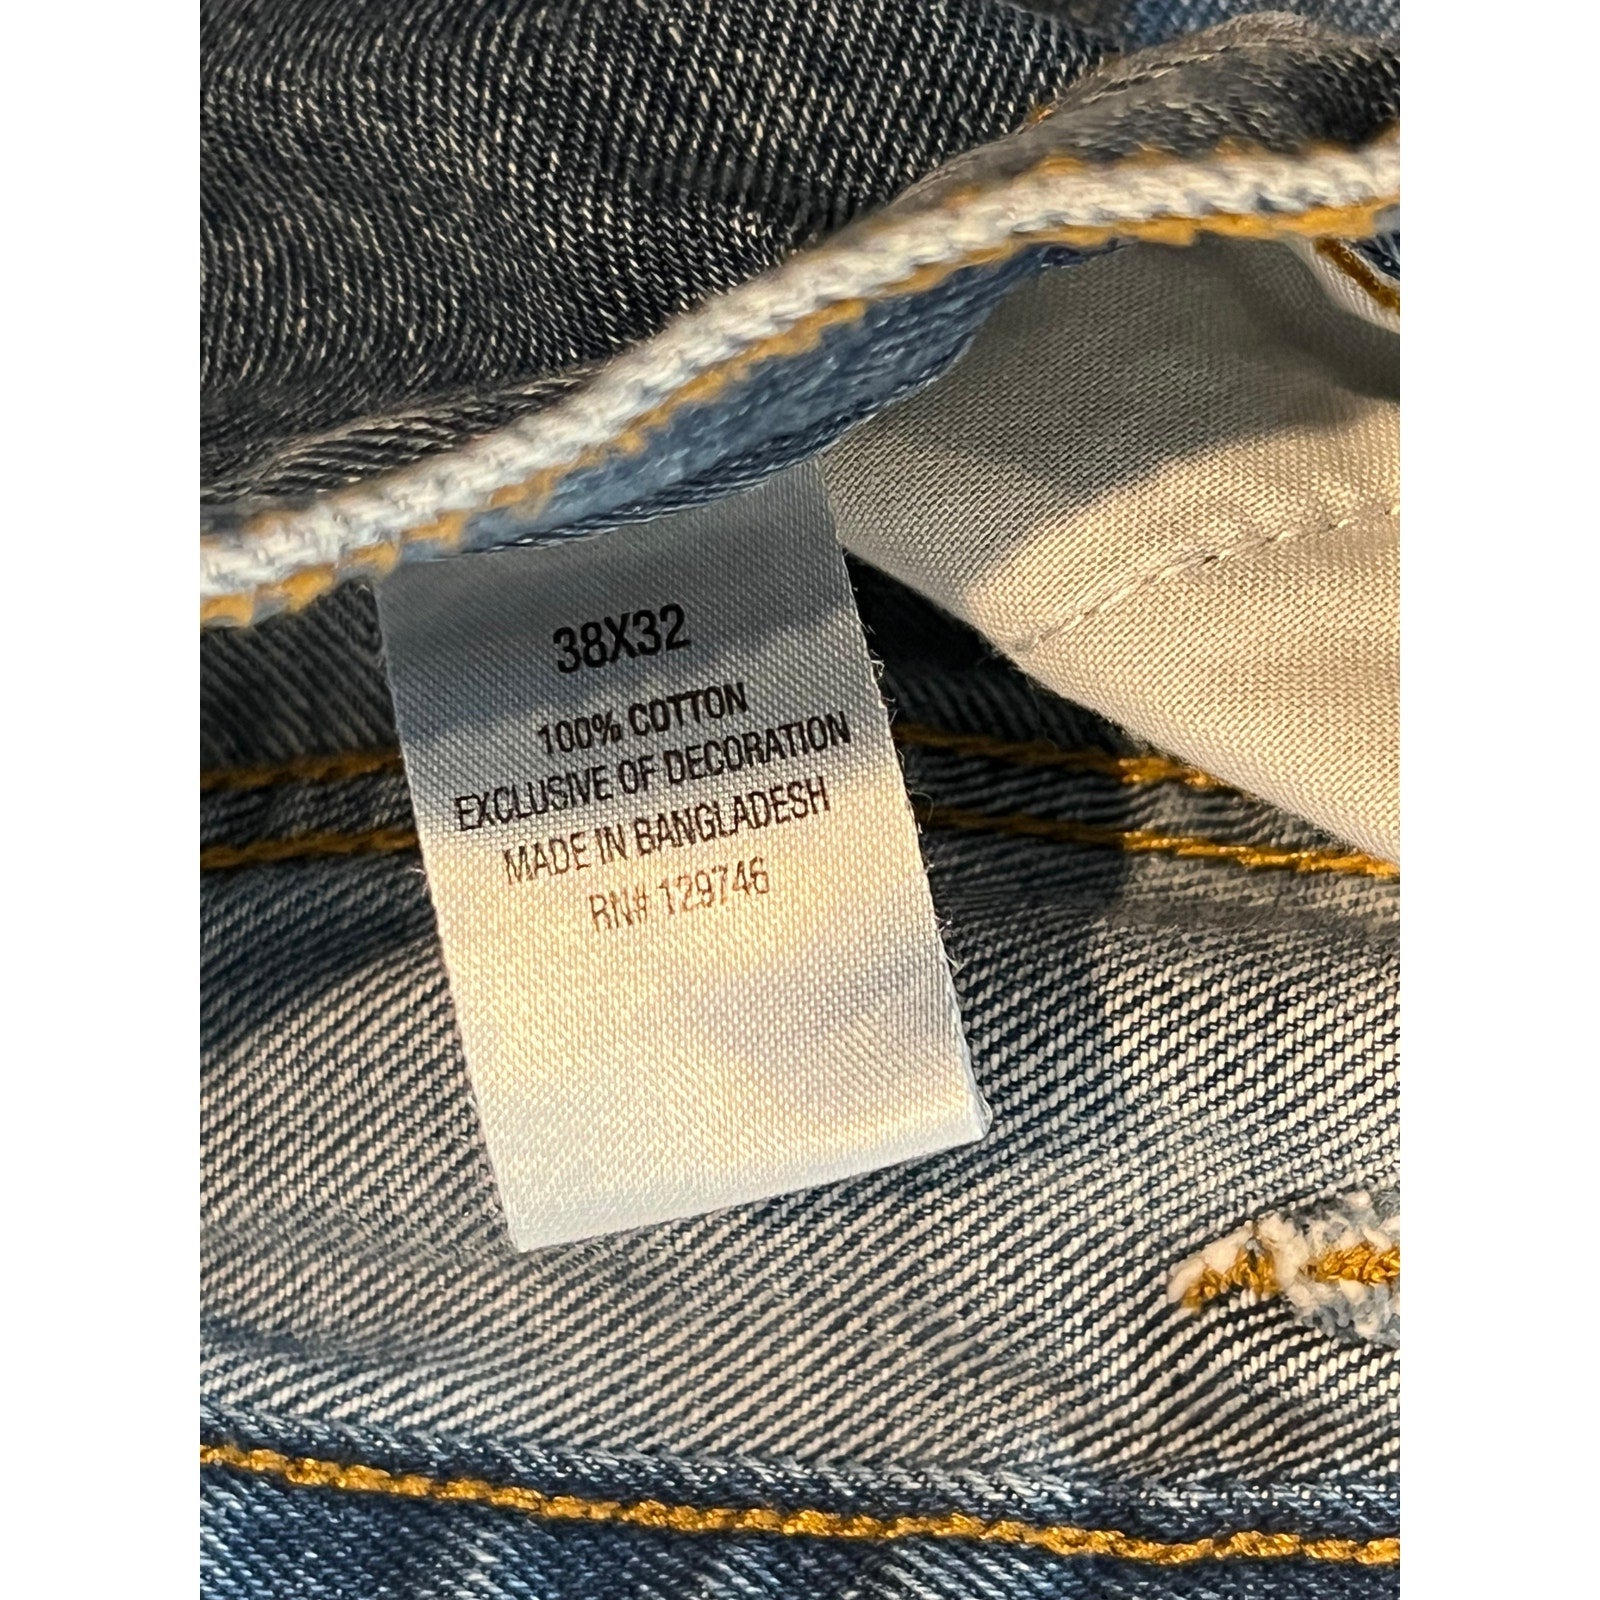 38X32
100% COTTON
EXCLUSIVE OF DECORATION
MADE IN BANGLADESH
RN# 129746